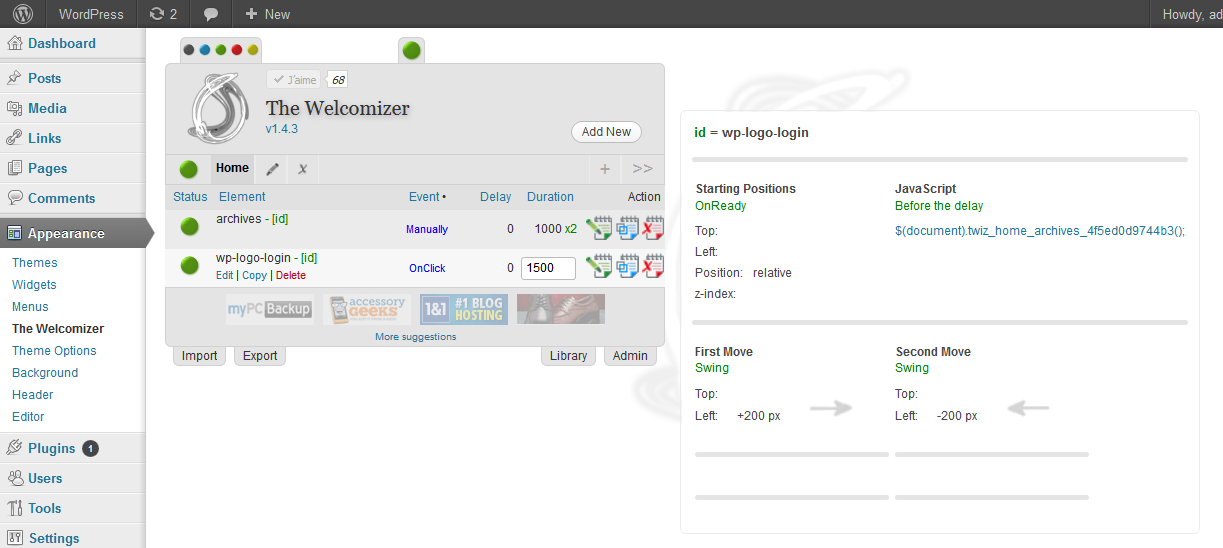 WordPress 2 New Howdy, ad
Dashboard
Posts
Media
Links
Pages
Comments
Appearance
Themes
Widgets
Menus
The Welcomizer
Theme Options
Background
Header
Editor
Plugins 1
Users
Tools
Settings
J'aime 68
The Welcomizer
v1.4.3
Add New
Home x + >>
Status Element Event • Delay Duration Action
archives - [id] Manually 0 1000 x2
wp-logo-login - [id] OnClick 0 1500
Edit | Copy | Delete
myPC Backup accessory geeks 1&1 #1 BLOG HOSTING
More suggestions
Import Export Library Admin
id = wp-logo-login
Starting Positions JavaScript
OnReady Before the delay
Top: $(document).twiz_home_archives_4f5ed0d9744b3();
Left:
Position: relative
z-index:
First Move Second Move
Swing Swing
Top: Top:
Left: +200 px Left: -200 px